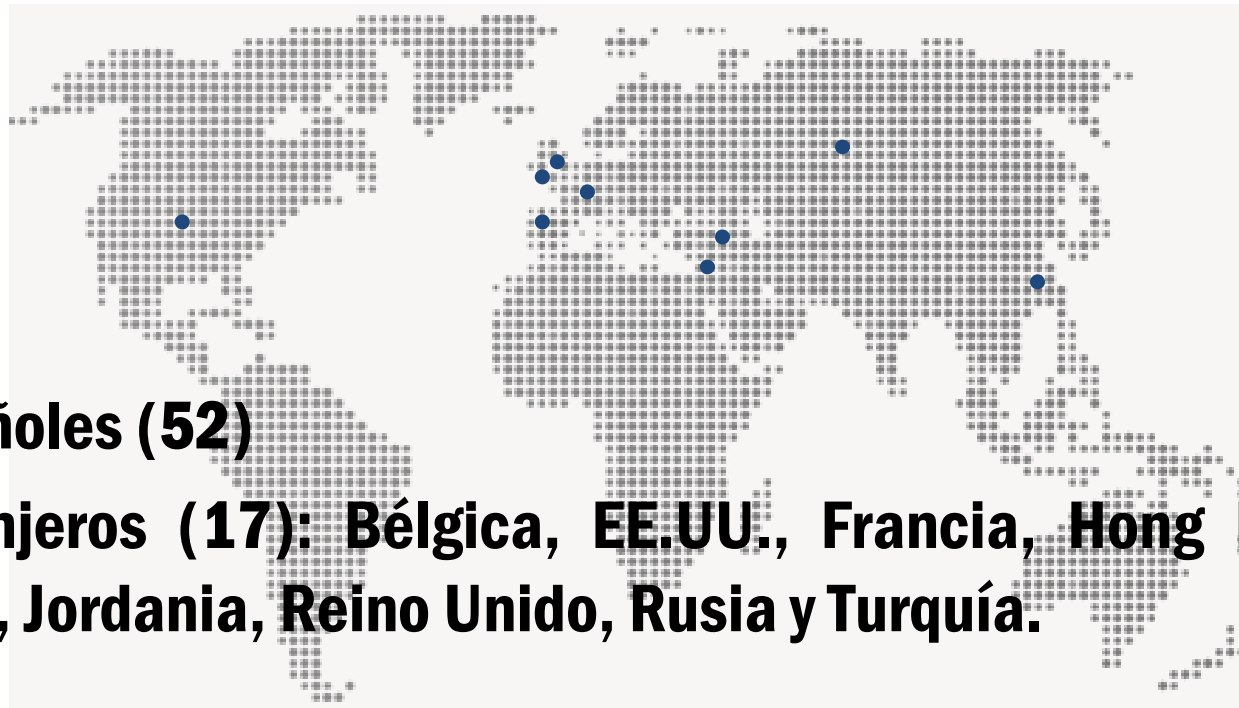 ñoles (52)
njeros (17): Bélgica, EE.UU., Francia, Hong
, Jordania, Reino Unido, Rusia y Turquía.